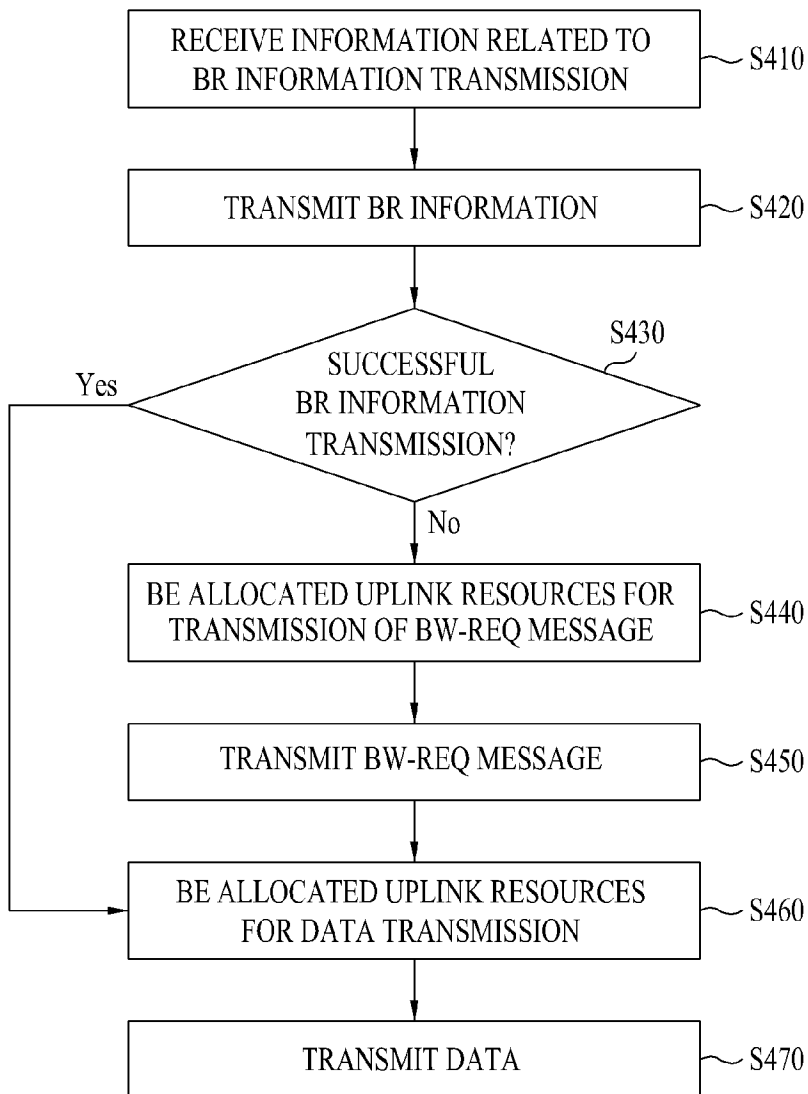 RECEIVE INFORMATION RELATED TO
BR INFORMATION TRANSMISSION
S410
TRANSMIT BR INFORMATION
S420
S430
SUCCESSFUL
BR INFORMATION
TRANSMISSION?
Yes
No
BE ALLOCATED UPLINK RESOURCES FOR
TRANSMISSION OF BW-REQ MESSAGE
S440
TRANSMIT BW-REQ MESSAGE
S450
BE ALLOCATED UPLINK RESOURCES
FOR DATA TRANSMISSION
S460
TRANSMIT DATA
S470